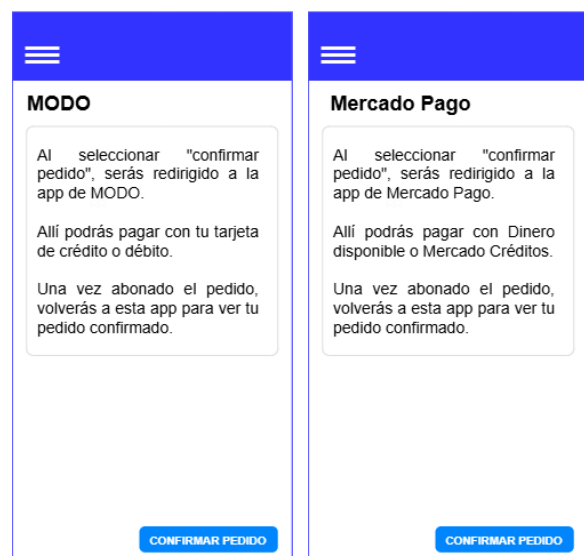 MODO
Al seleccionar "confirmar
pedido", serás redirigido a la
app de MODO.
Allí podrás pagar con tu tarjeta
de crédito o débito.
Una vez abonado el pedido,
volverás a esta app para ver tu
pedido confirmado.
CONFIRMAR PEDIDO
Mercado Pago
Al seleccionar "confirmar
pedido", serás redirigido a la
app de Mercado Pago.
Allí podrás pagar con Dinero
disponible o Mercado Créditos.
Una vez abonado el pedido,
volverás a esta app para ver tu
pedido confirmado.
CONFIRMAR PEDIDO